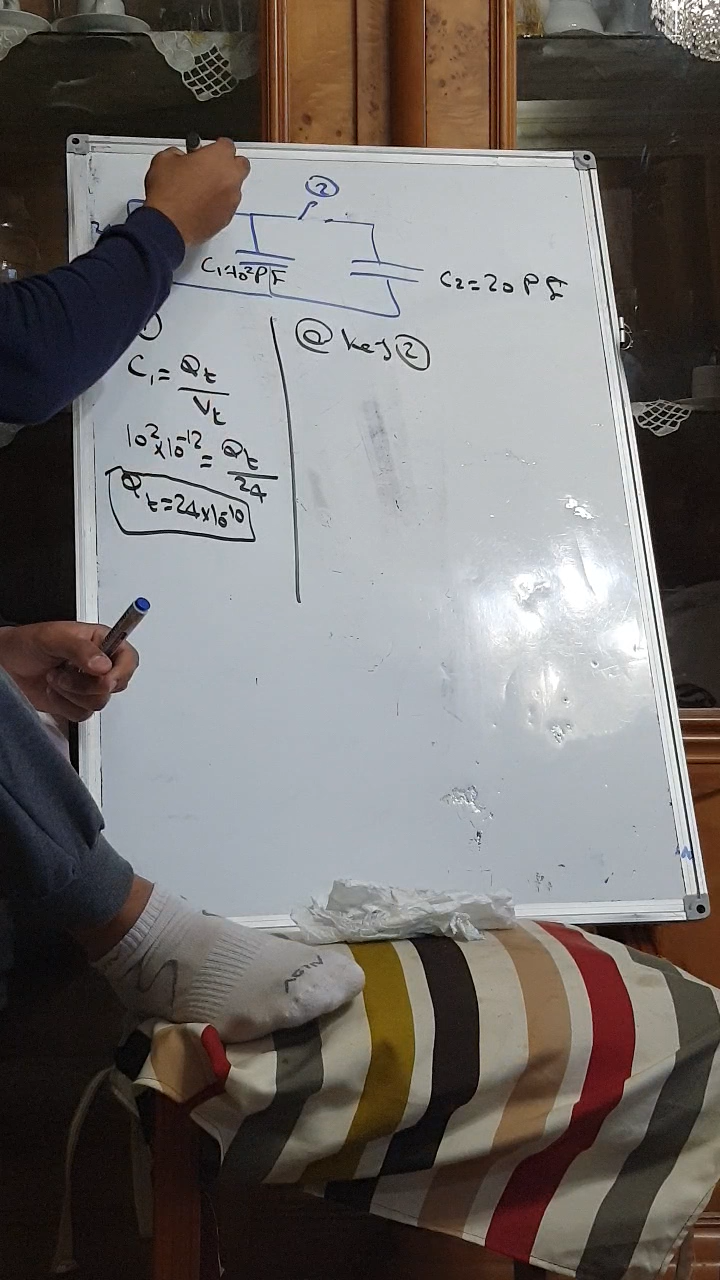 ②
C₁=10²PF
C₂=20PF
C₁=Qt/Vt
10²×10⁻¹²=Qt/24
Qt=24×10⁻¹⁰
@ key ②